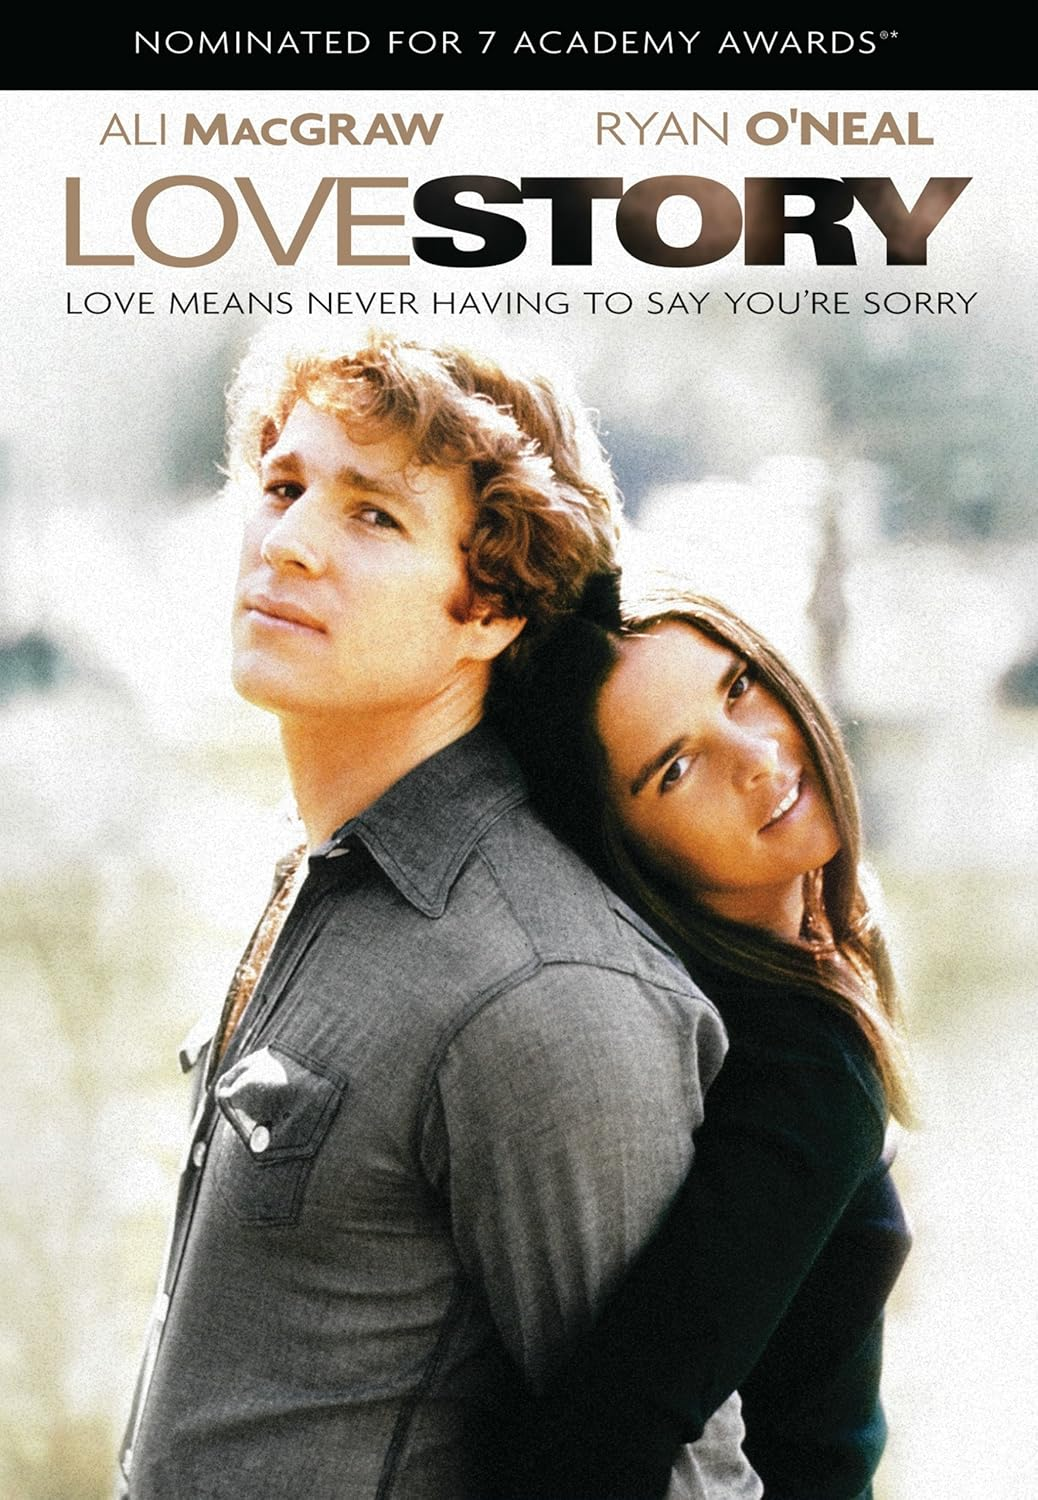 NOMINATED FOR 7 ACADEMY AWARDS®*
ALI MACGRAW RYAN O'NEAL
LOVESTORY
LOVE MEANS NEVER HAVING TO SAY YOU'RE SORRY